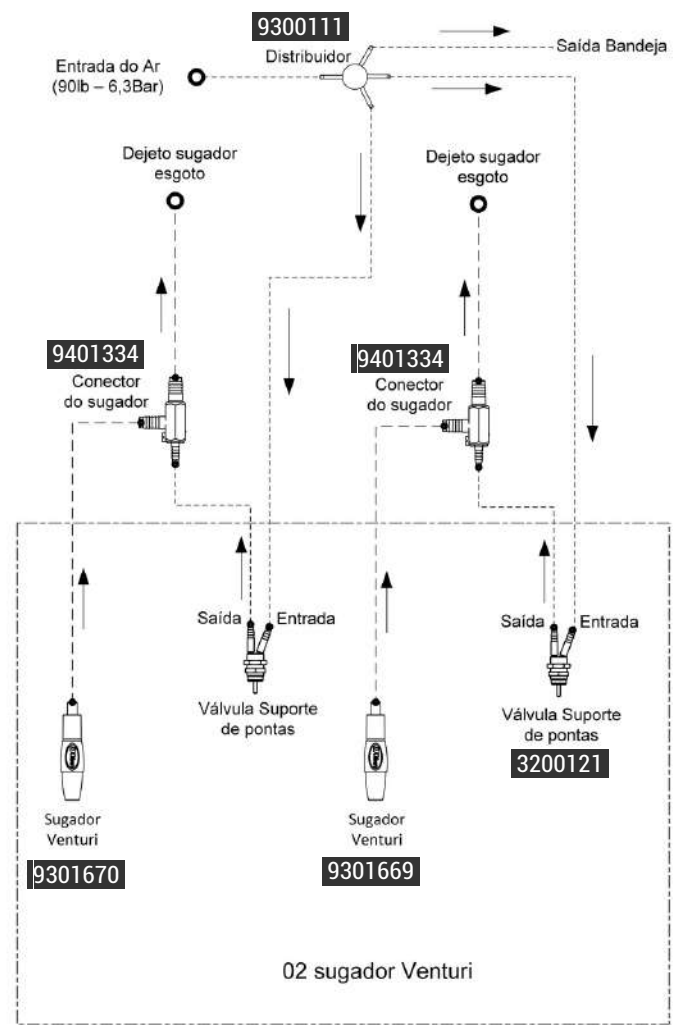 9300111
Distribuidor
Saída Bandeja
Entrada do Ar
(90lb – 6,3Bar)
Dejeto sugador
esgoto
Dejeto sugador
esgoto
9401334
Conector
do sugador
9401334
Conector
do sugador
Saída
Entrada
Saída
Entrada
Válvula Suporte
de pontas
Válvula Suporte
de pontas
3200121
Sugador
Venturi
9301670
Sugador
Venturi
9301669
02 sugador Venturi